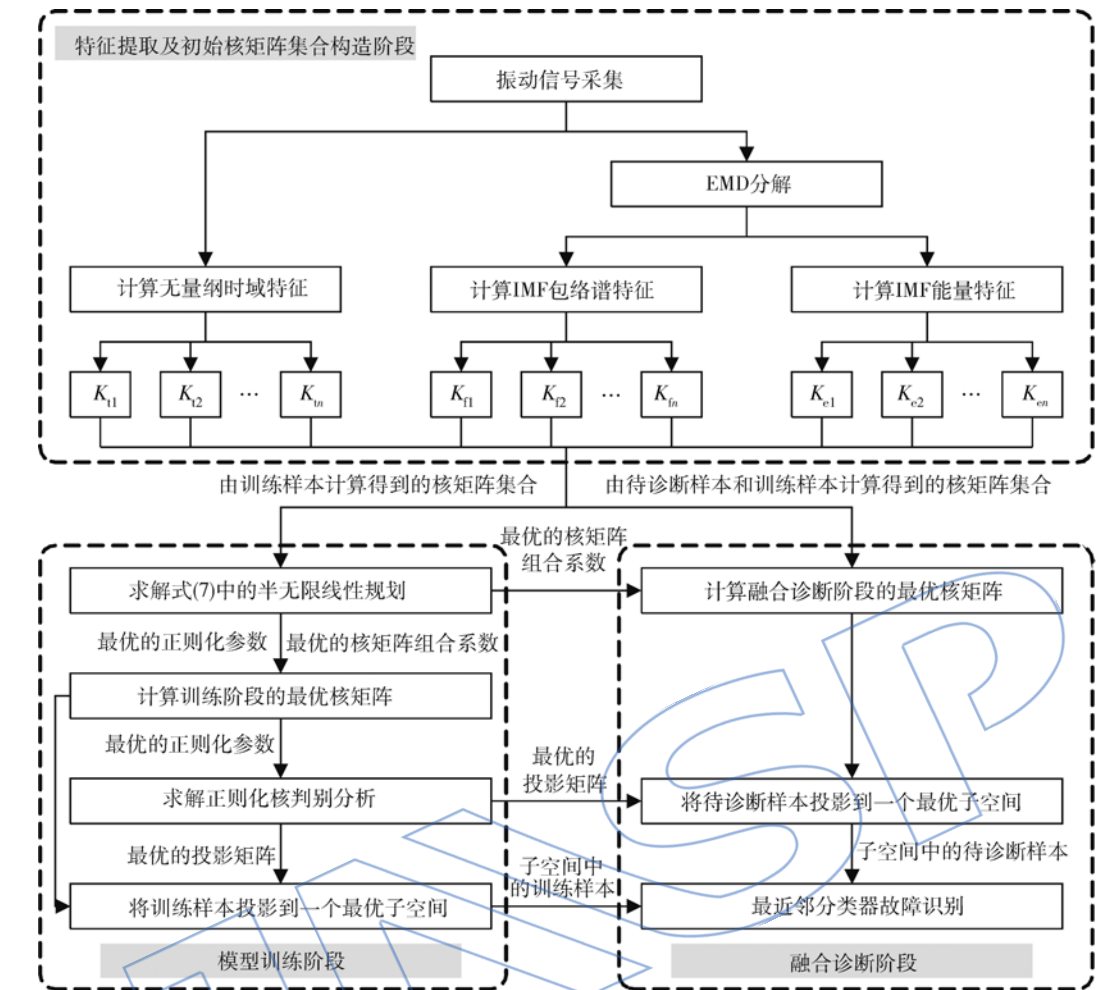 特征提取及初始核矩阵集合构造阶段
振动信号采集
EMD分解
计算无量纲时域特征
计算IMF包络谱特征
计算IMF能量特征
Kt1
Kt2
…
Ktn
Kf1
Kf2
…
Kfn
Ke1
Ke2
…
Ken
由训练样本计算得到的核矩阵集合
由待诊断样本和训练样本计算得到的核矩阵集合
最优的核矩阵
组合系数
求解式(7)中的半无限线性规划
计算融合诊断阶段的最优核矩阵
最优的正则化参数
最优的核矩阵组合系数
计算训练阶段的最优核矩阵
最优的正则化参数
最优的
投影矩阵
求解正则化核判别分析
将待诊断样本投影到一个最优子空间
最优的投影矩阵
子空间中的待诊断样本
子空间中
的训练样本
将训练样本投影到一个最优子空间
最近邻分类器故障识别
模型训练阶段
融合诊断阶段